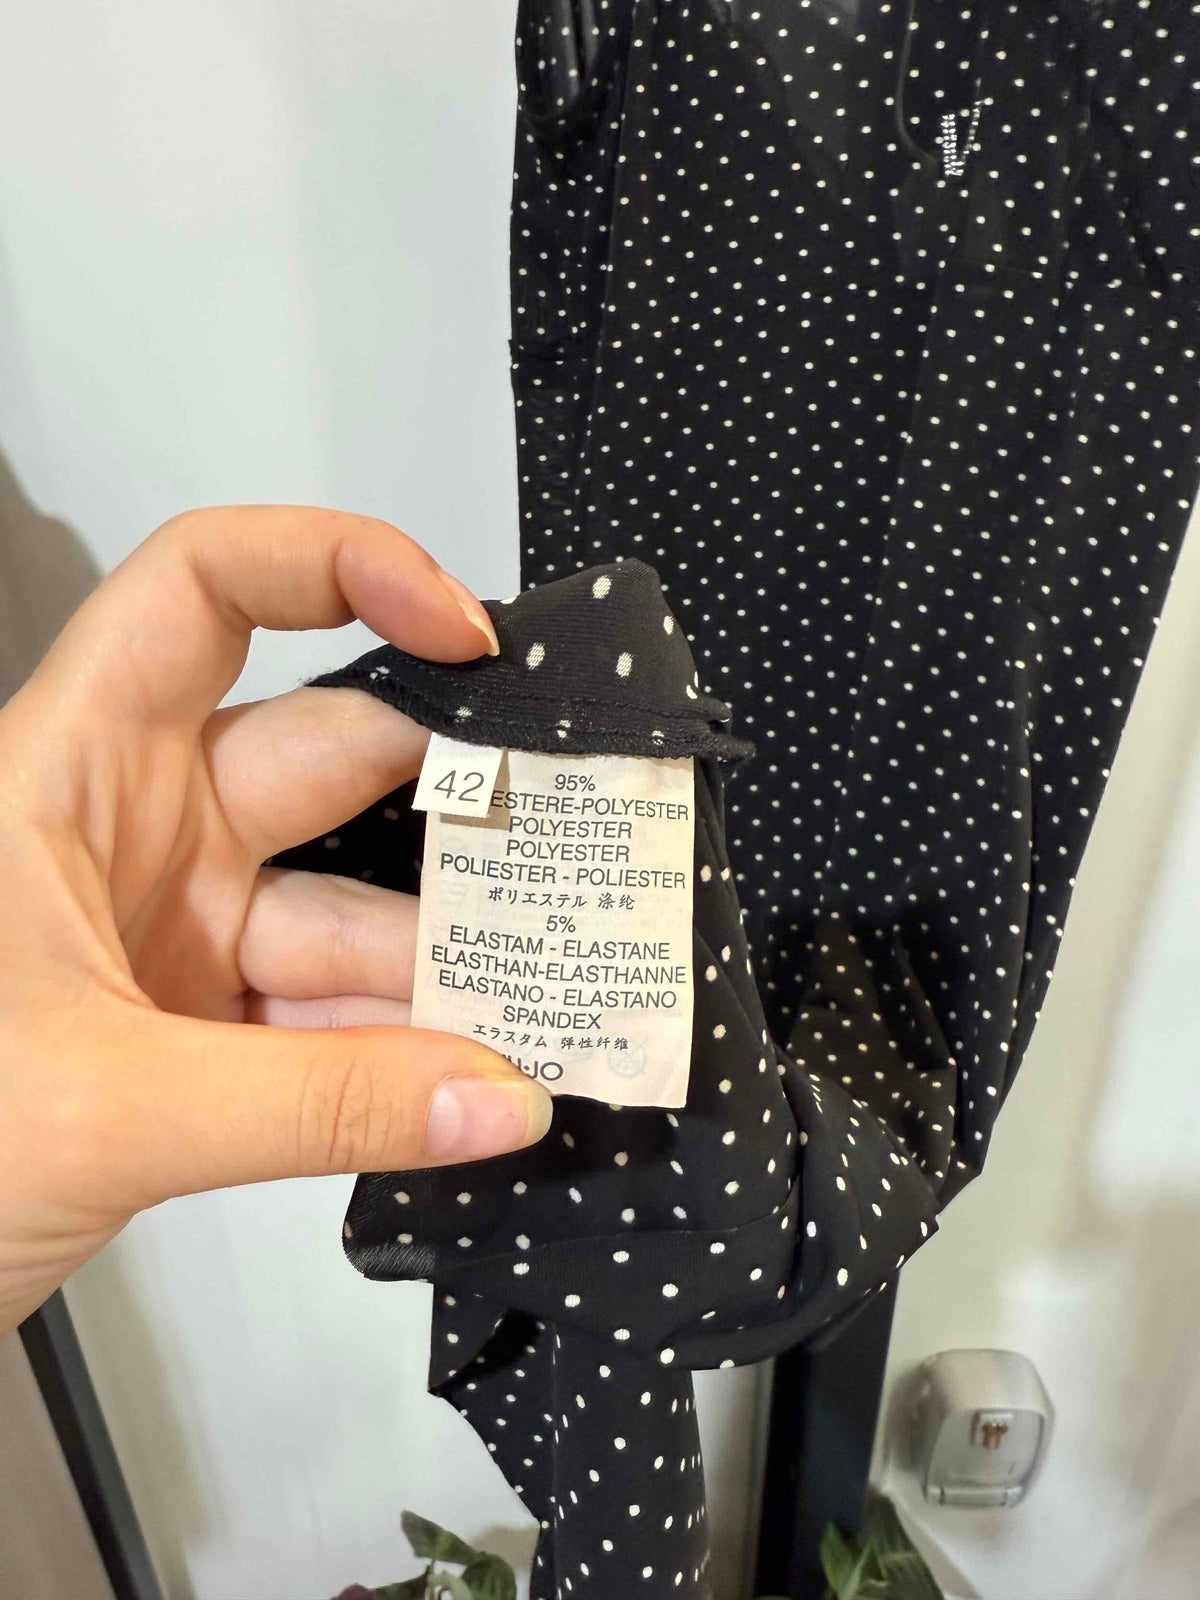 42
95%
ESTERE-POLYESTER
POLYESTER
POLYESTER
POLIESTER - POLIESTER
ポリエステル 涤纶
5%
ELASTAM - ELASTANE
ELASTHAN-ELASTHANNE
ELASTANO - ELASTANO
SPANDEX
エラスタム 弹性纤维
JO